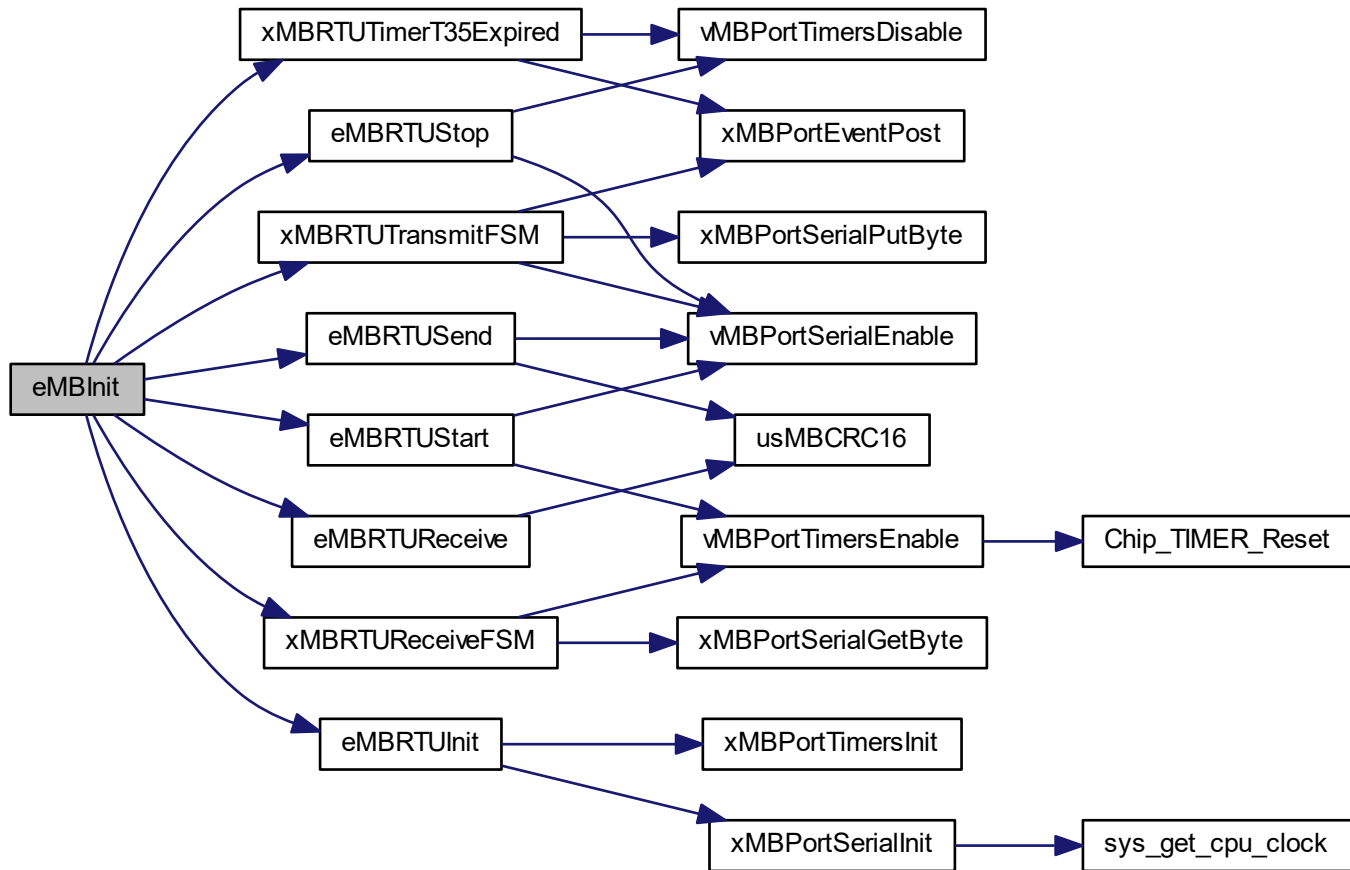 xMBRTUTimerT35Expired
vMBPortTimersDisable
eMBRTUStop
xMBPortEventPost
xMBRTUTransmitFSM
xMBPortSerialPutByte
eMBRTUSend
vMBPortSerialEnable
eMBInit
eMBRTUStart
usMBCRC16
eMBRTUReceive
vMBPortTimersEnable
Chip_TIMER_Reset
xMBRTUReceiveFSM
xMBPortSerialGetByte
eMBRTUInit
xMBPortTimersInit
xMBPortSerialInit
sys_get_cpu_clock